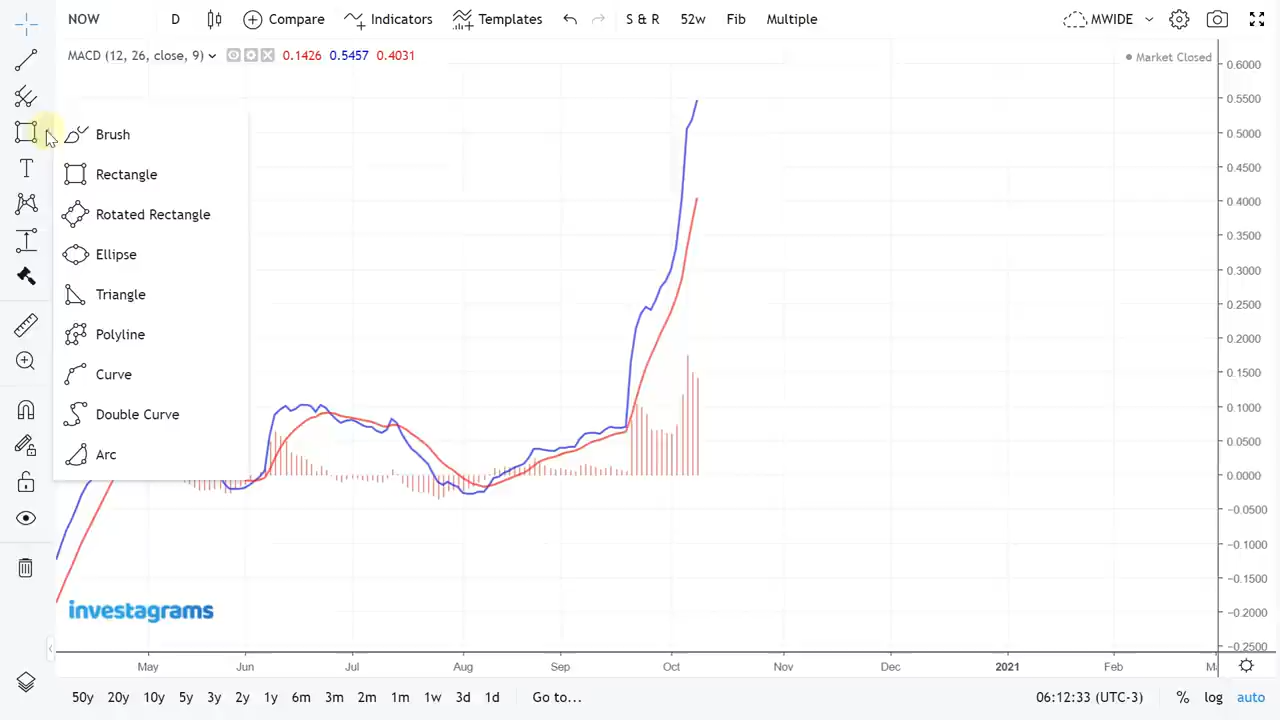 NOW D Compare Indicators Templates S & R 52w Fib Multiple MWIDE
MACD (12, 26, close, 9) 0.1426 0.5457 0.4031
Market Closed
Brush
Rectangle
Rotated Rectangle
Ellipse
Triangle
Polyline
Curve
Double Curve
Arc
0.6000
0.5500
0.5000
0.4500
0.4000
0.3500
0.3000
0.2500
0.2000
0.1500
0.1000
0.0500
0.0000
−0.0500
−0.1000
−0.1500
−0.2000
−0.2500
investagrams
May Jun Jul Aug Sep Oct Nov Dec 2021 Feb
50y 20y 10y 5y 3y 2y 1y 6m 3m 2m 1m 1w 3d 1d Go to... 06:12:33 (UTC-3) % log auto